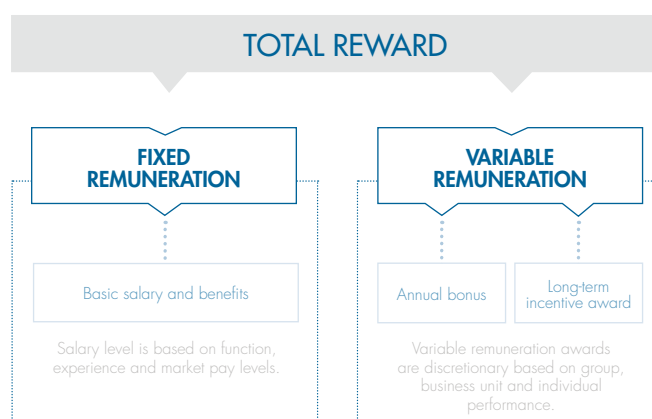 TOTAL REWARD
FIXED
REMUNERATION
Basic salary and benefits
Salary level is based on function,
experience and market pay levels.
VARIABLE
REMUNERATION
Annual bonus
Long-term
incentive award
Variable remuneration awards
are discretionary based on group,
business unit and individual
performance.